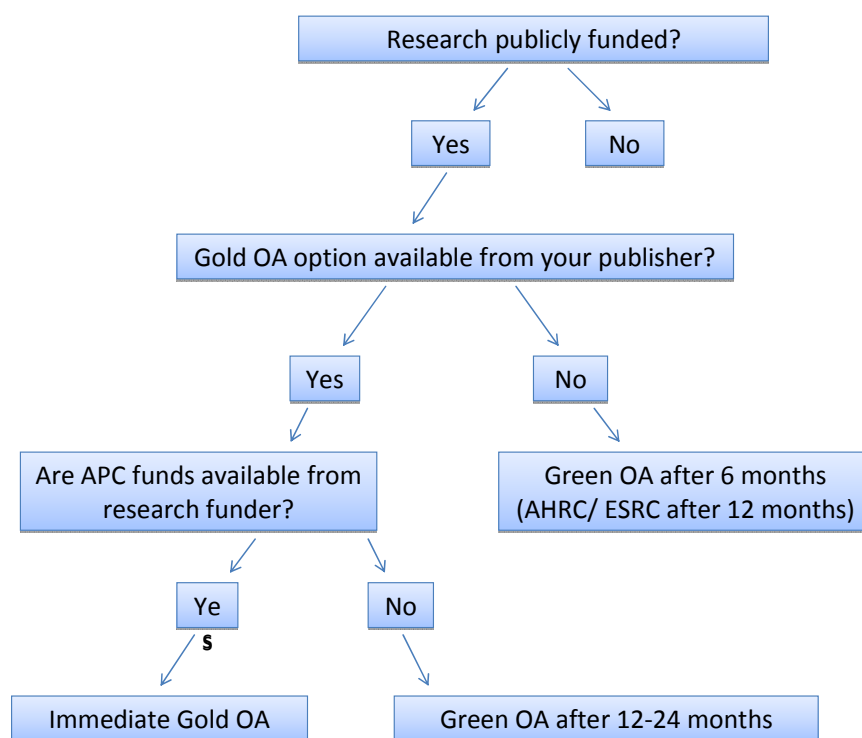 Research publicly funded?
Yes
No
Gold OA option available from your publisher?
Yes
No
Are APC funds available from
research funder?
Green OA after 6 months
(AHRC/ ESRC after 12 months)
Ye
s
No
Immediate Gold OA
Green OA after 12-24 months